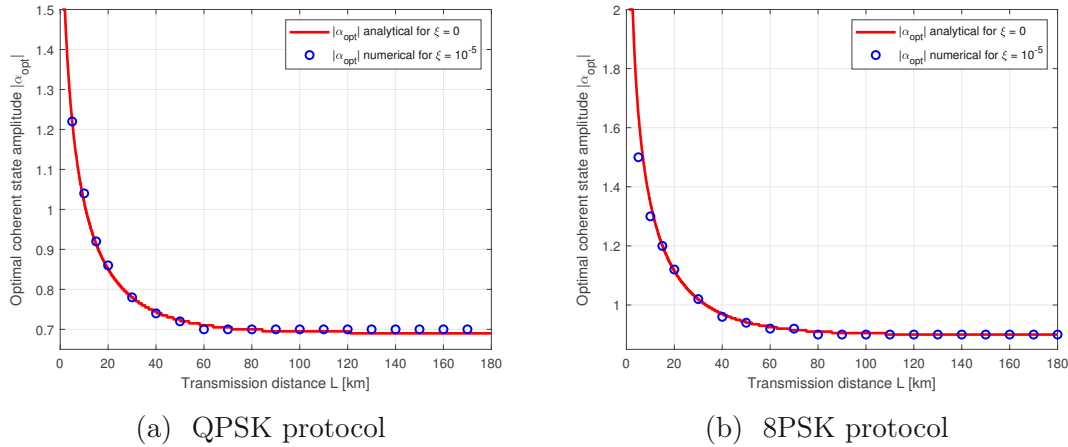 1.5
1.4
1.3
1.2
1.1
1
0.9
0.8
0.7
0 20 40 60 80 100 120 140 160 180
Transmission distance L [km]
Optimal coherent state amplitude |α_opt|
|α_opt| analytical for ξ = 0
|α_opt| numerical for ξ = 10^-5
(a) QPSK protocol
2
1.8
1.6
1.4
1.2
1
0 20 40 60 80 100 120 140 160 180
Transmission distance L [km]
Optimal coherent state amplitude |α_opt|
|α_opt| analytical for ξ = 0
|α_opt| numerical for ξ = 10^-5
(b) 8PSK protocol